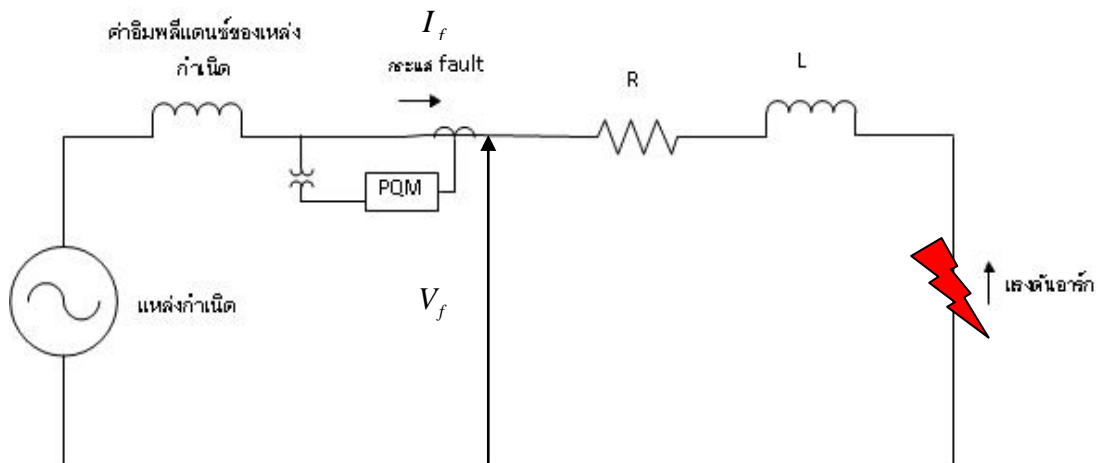 ค่าอิมพลีแดนซ์ของแหล่ง
กำเนิด
I_f
กระแส fault
R
L
PQM
แหล่งกำเนิด
V_f
แรงดันอาร์ก